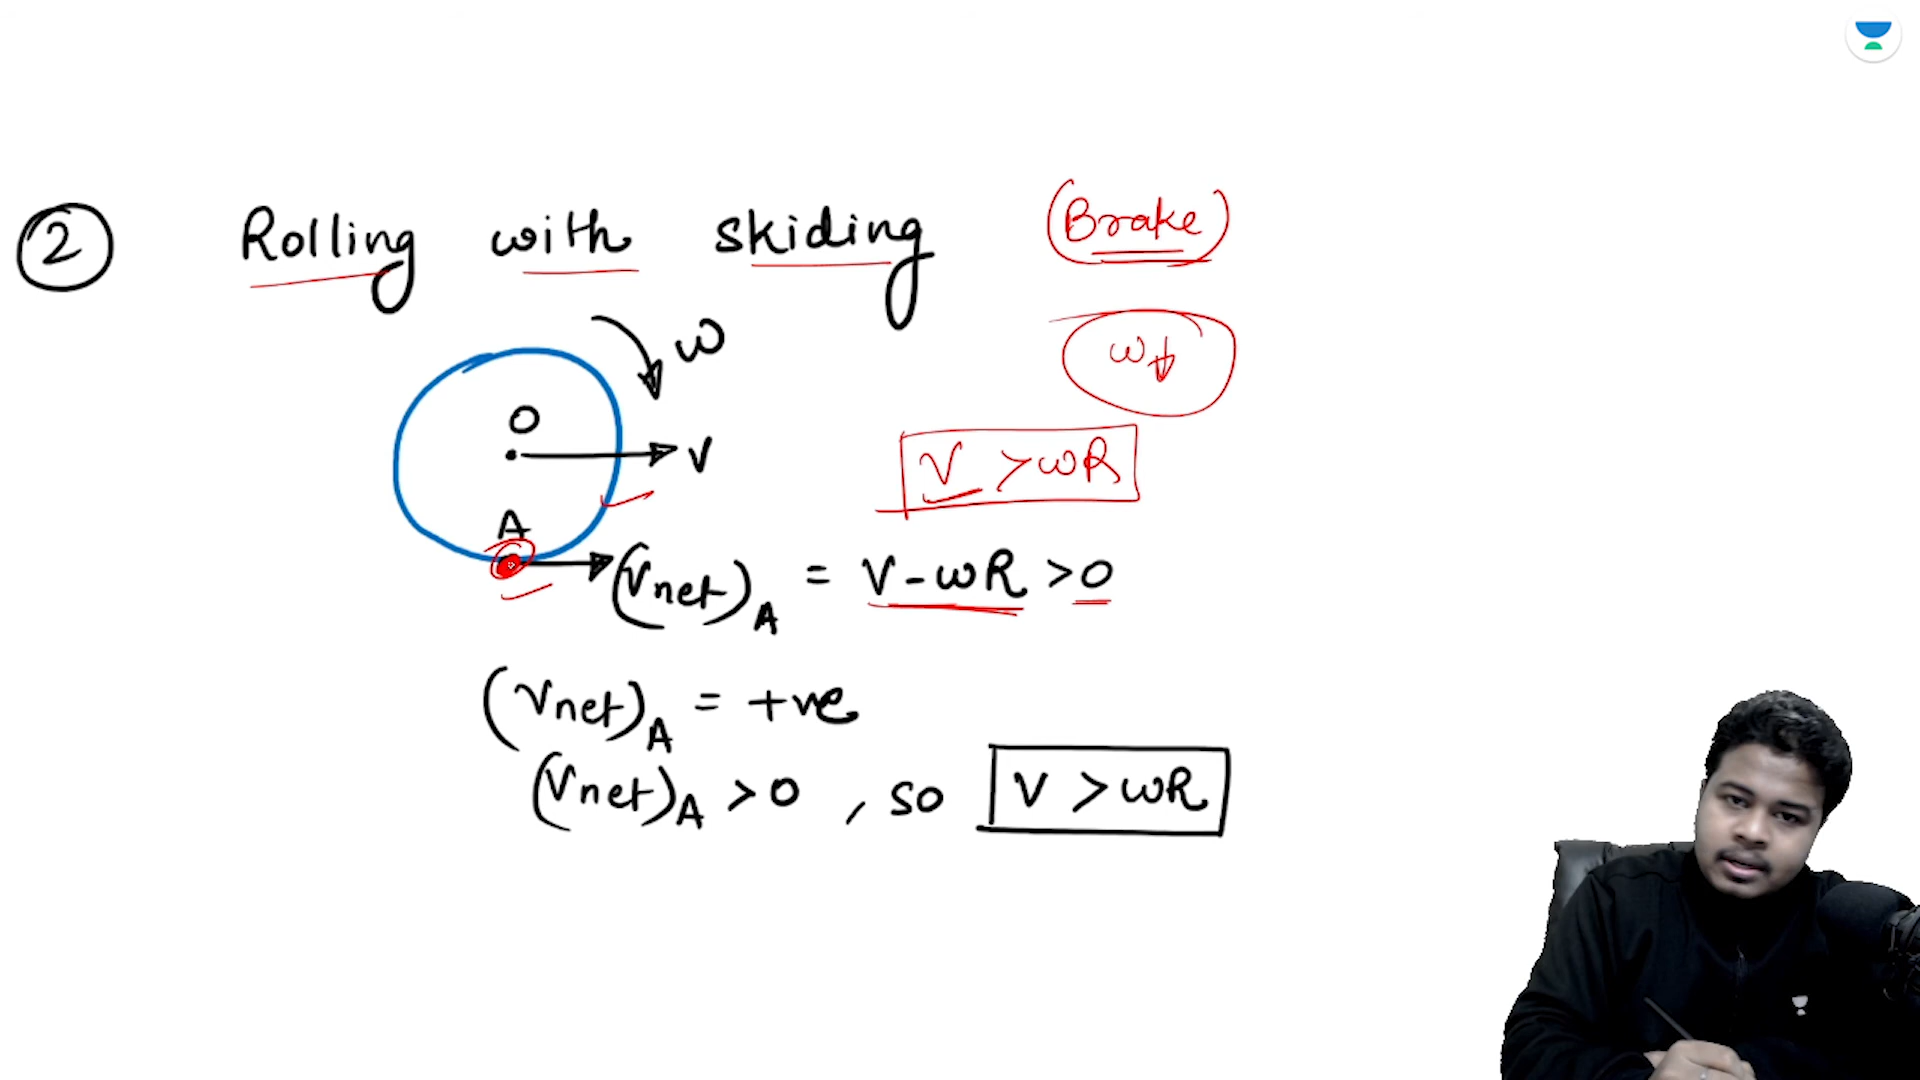 2 Rolling with skiding (Brake)
ω
ω↓
O
V
V > ωR
A
(Vnet)A = V - ωR > 0
(Vnet)A = +ve
(Vnet)A > 0 , so V > ωR